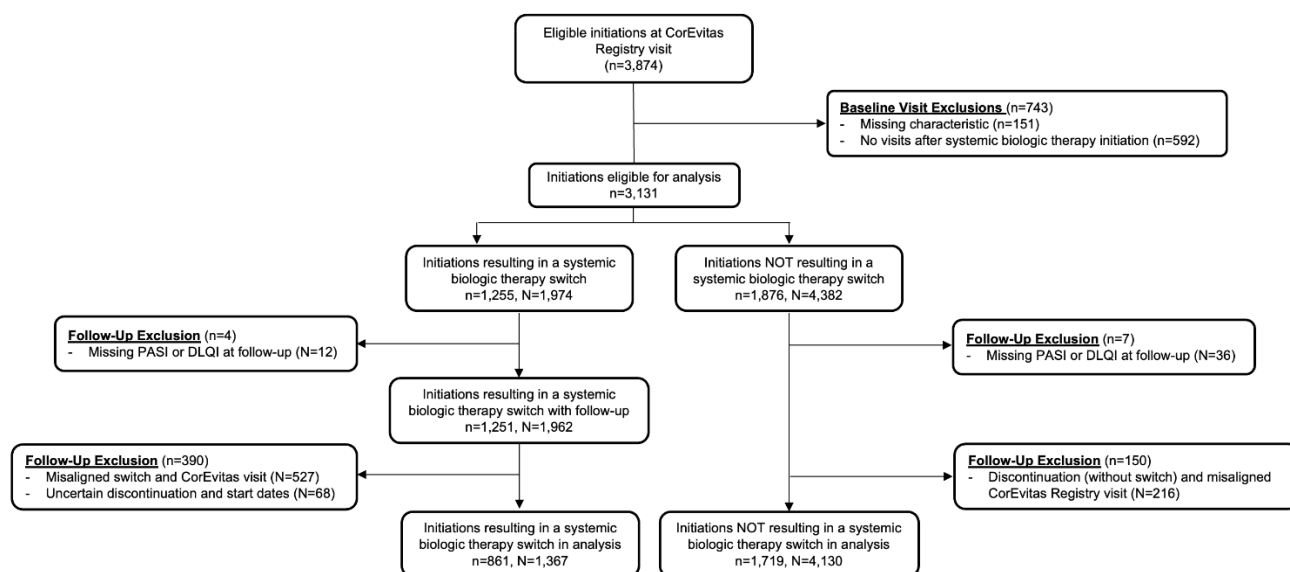 Eligible initiations at CorEvitas
Registry visit
(n=3,874)
Baseline Visit Exclusions (n=743)
- Missing characteristic (n=151)
- No visits after systemic biologic therapy initiation (n=592)
Initiations eligible for analysis
n=3,131
Initiations resulting in a systemic
biologic therapy switch
n=1,255, N=1,974
Initiations NOT resulting in a
systemic biologic therapy switch
n=1,876, N=4,382
Follow-Up Exclusion (n=4)
- Missing PASI or DLQI at follow-up (N=12)
Follow-Up Exclusion (n=7)
- Missing PASI or DLQI at follow-up (N=36)
Initiations resulting in a systemic
biologic therapy switch with follow-up
n=1,251, N=1,962
Follow-Up Exclusion (n=390)
- Misaligned switch and CorEvitas visit (N=527)
- Uncertain discontinuation and start dates (N=68)
Follow-Up Exclusion (n=150)
- Discontinuation (without switch) and misaligned
CorEvitas Registry visit (N=216)
Initiations resulting in a systemic
biologic therapy switch in analysis
n=861, N=1,367
Initiations NOT resulting in a systemic
biologic therapy switch in analysis
n=1,719, N=4,130